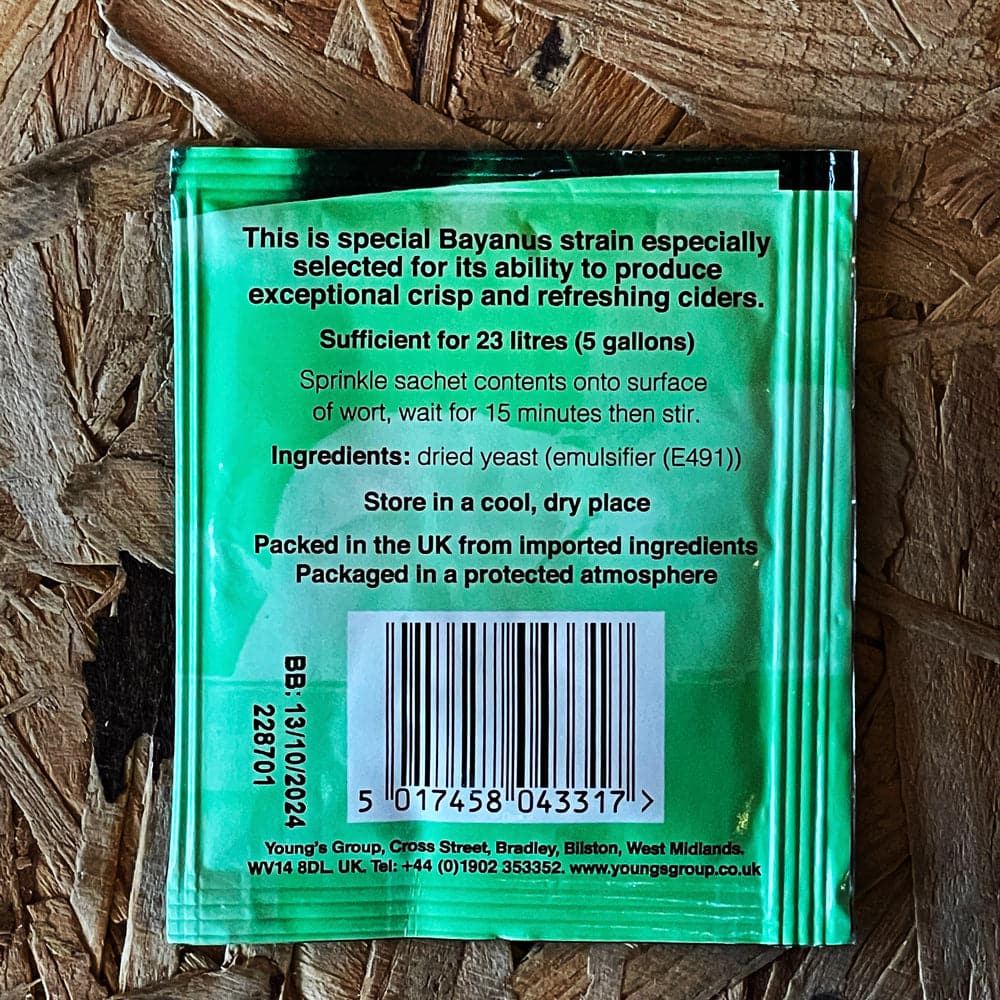 This is special Bayanus strain especially
selected for its ability to produce
exceptional crisp and refreshing ciders.
Sufficient for 23 litres (5 gallons)
Sprinkle sachet contents onto surface
of wort, wait for 15 minutes then stir.
Ingredients: dried yeast (emulsifier (E491))
Store in a cool, dry place
Packed in the UK from imported ingredients
Packaged in a protected atmosphere
BB: 13/10/2024
228701
5 017458 043317 >
Young's Group, Cross Street, Bradley, Bilston, West Midlands.
WV14 8DL. UK. Tel: +44 (0)1902 353352. www.youngsgroup.co.uk